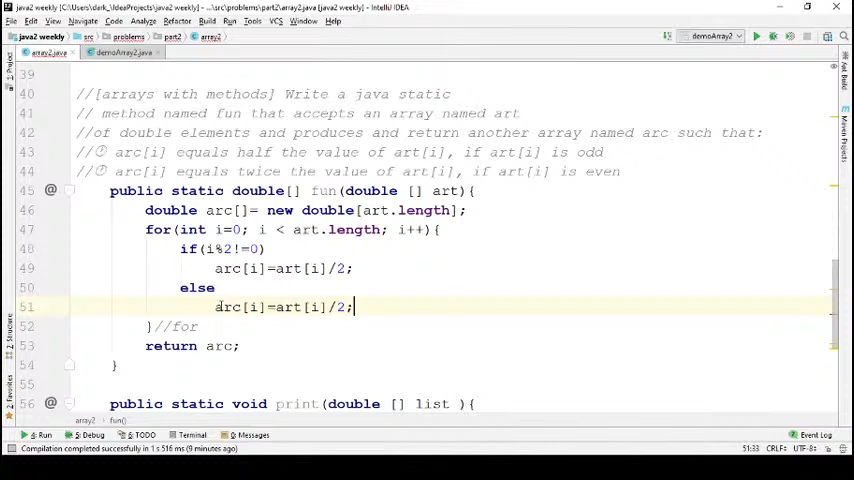 java2 weekly [C:\Users\dark_\IdeaProjects\java2 weekly] - ...\src\problems\part2\array2.java [java2 weekly] - IntelliJ IDEA
File Edit View Navigate Code Analyze Refactor Build Run Tools VCS Window Help
java2 weekly src problems part2 array2 demoArray2
array2.java demoArray2.java
39
40 //[arrays with methods] Write a java static
41 // method named fun that accepts an array named art
42 //of double elements and produces and return another array named arc such that:
43 // arc[i] equals half the value of art[i], if art[i] is odd
44 // arc[i] equals twice the value of art[i], if art[i] is even
45 @ public static double[] fun(double [] art){
46 double arc[]= new double[art.length];
47 for(int i=0; i < art.length; i++){
48 if(i%2!=0)
49 arc[i]=art[i]/2;
50 else
51 arc[i]=art[i]/2;
52 }//for
53 return arc;
54 }
55
56 @ public static void print(double [] list ){
array2 fun()
1: Project
Z: Structure
2: Favorites
Ant Build
Maven Projects
4: Run 5: Debug 6: TODO Terminal 0: Messages Event Log
Compilation completed successfully in 1 s 516 ms (9 minutes ago) 51:33 CRLF: UTF-8: